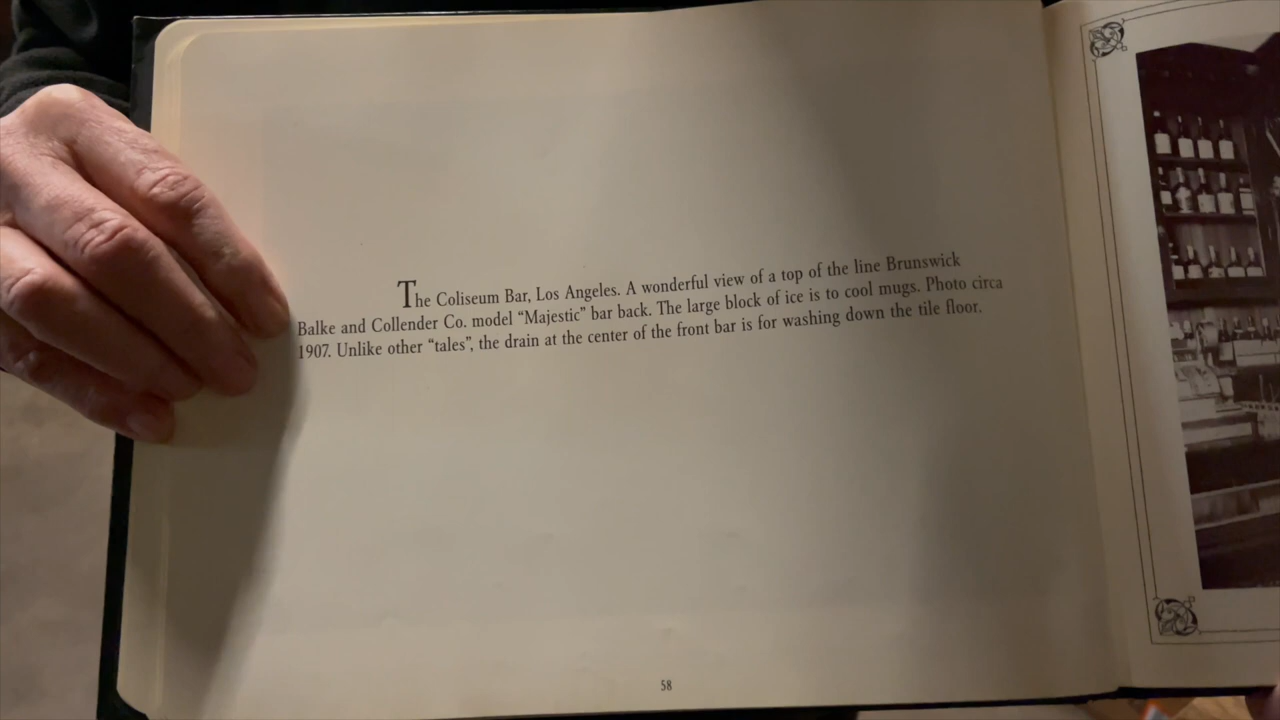 The Coliseum Bar, Los Angeles. A wonderful view of a top of the line Brunswick
Balke and Collender Co. model “Majestic” bar back. The large block of ice is to cool mugs. Photo circa
1907. Unlike other “tales”, the drain at the center of the front bar is for washing down the tile floor.
58